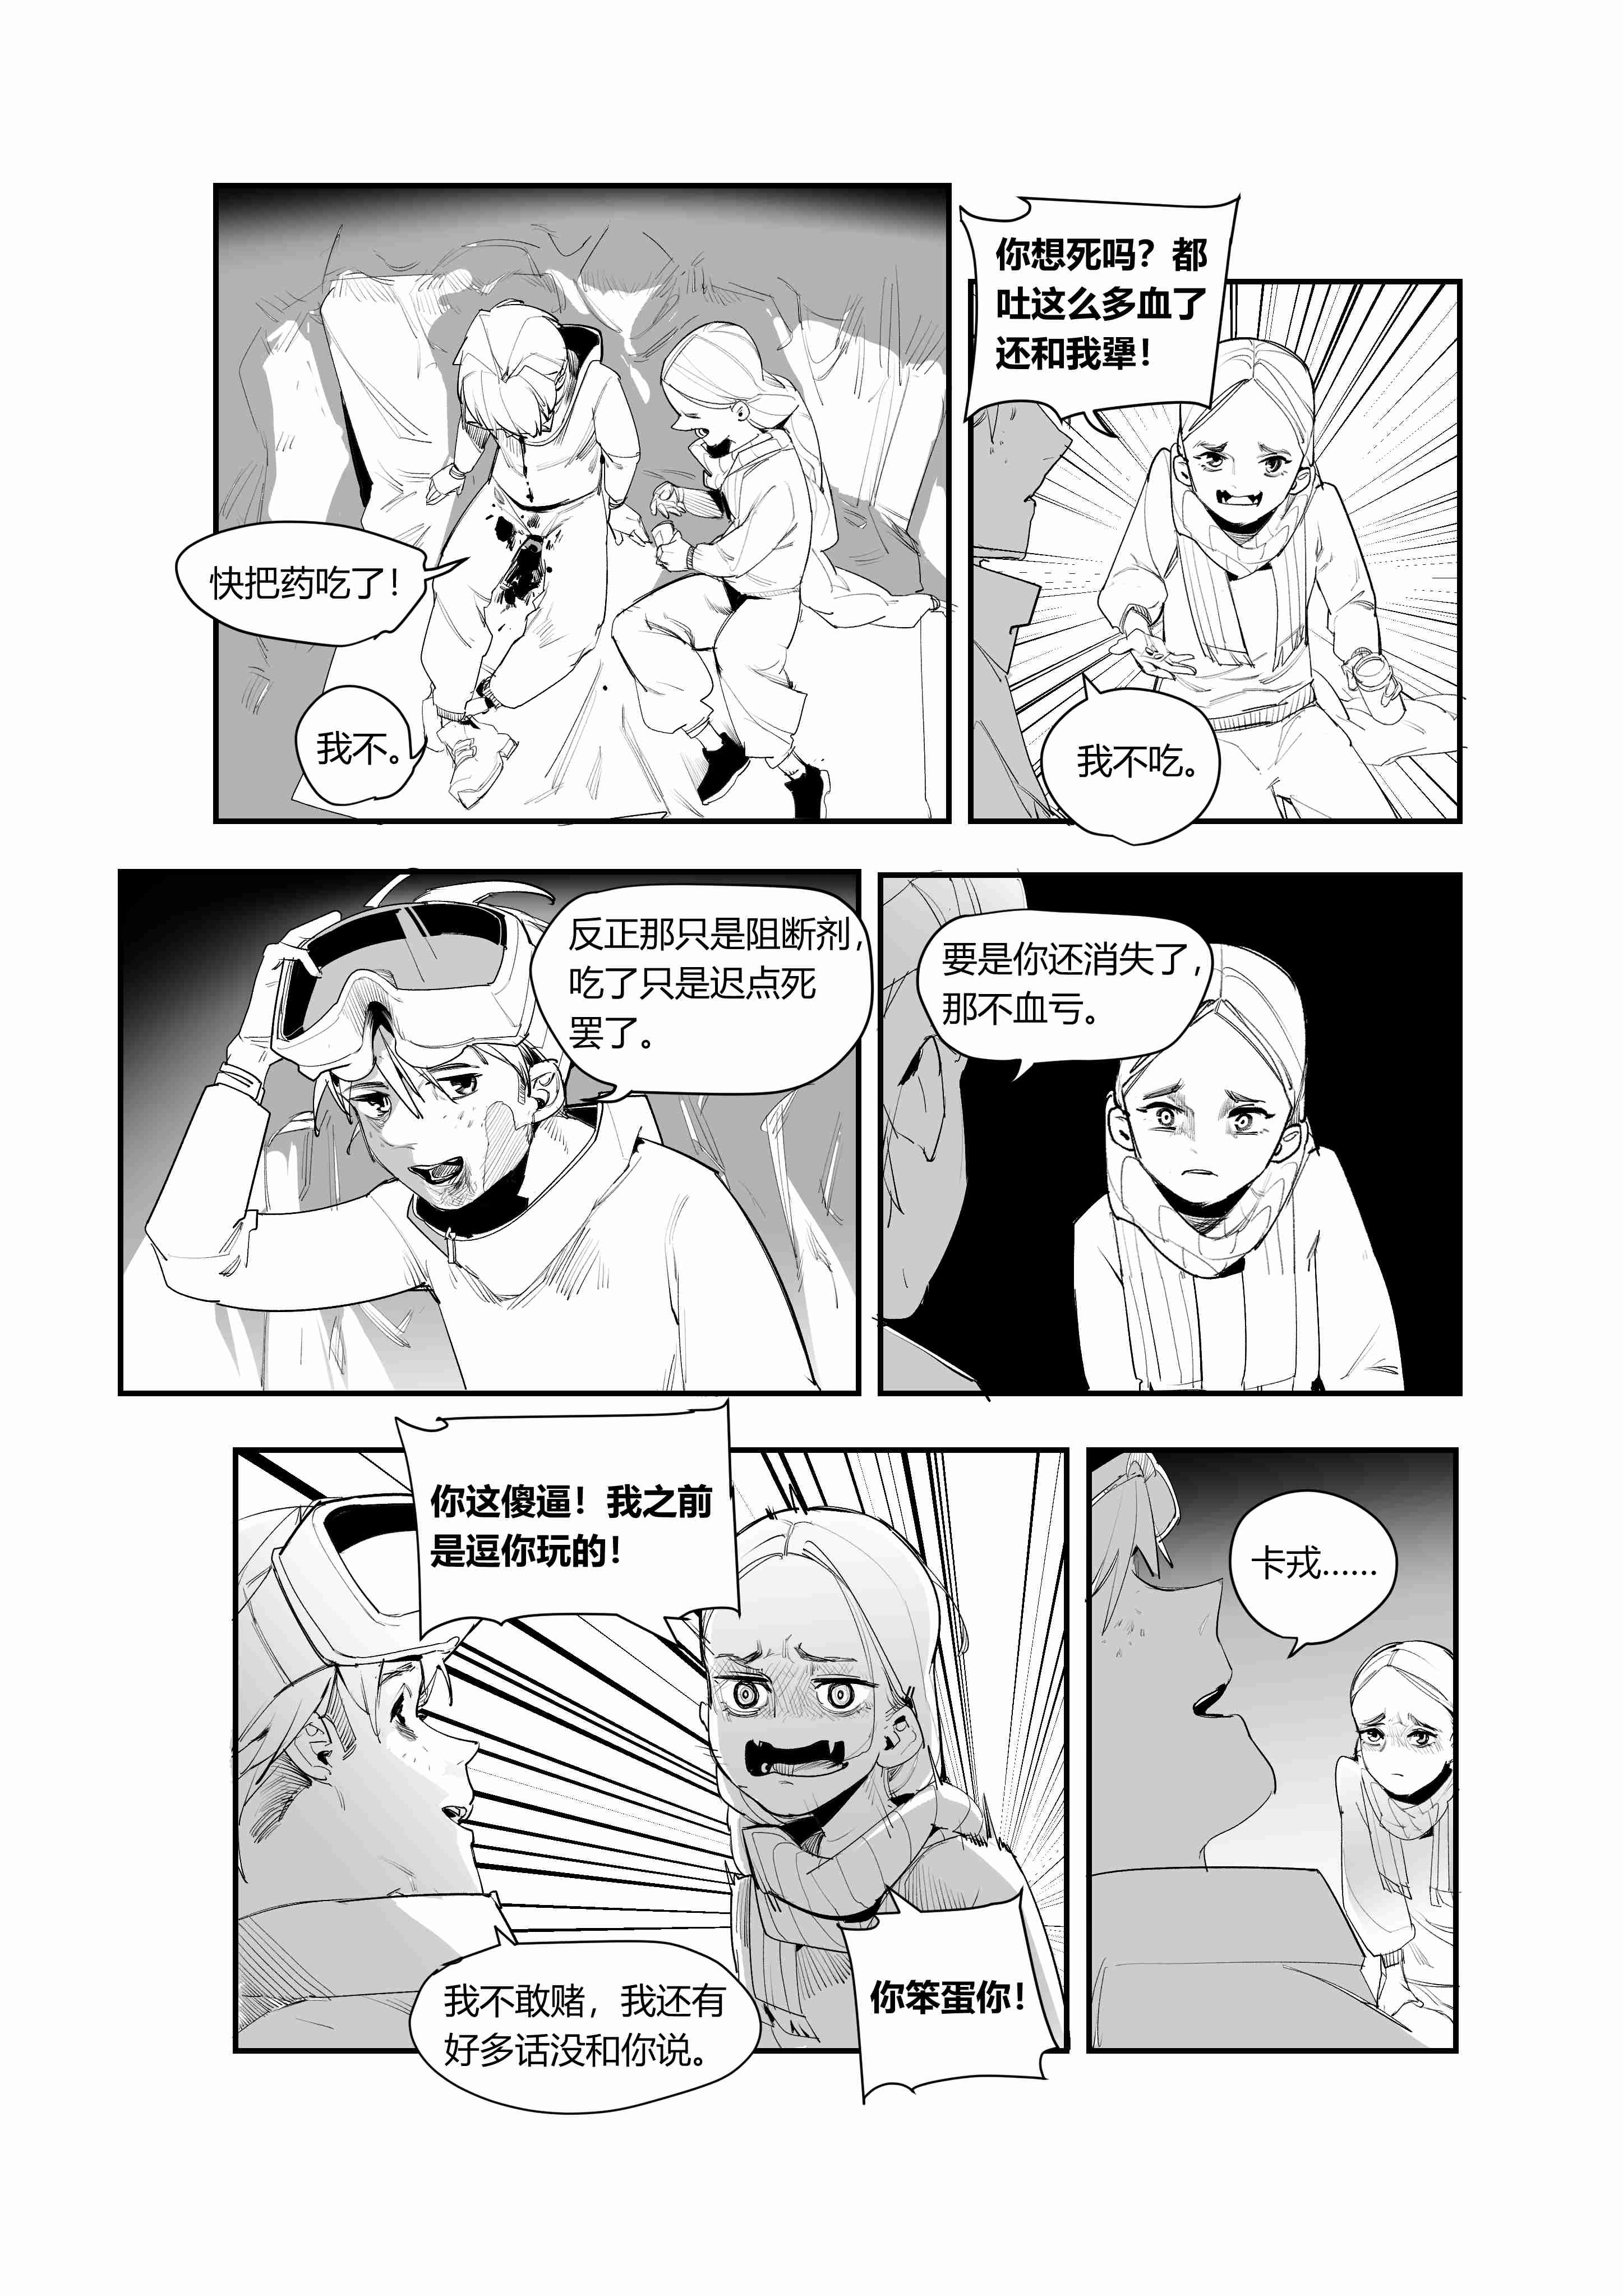 快把药吃了！
我不。
你想死吗？都
吐这么多血了
还和我犟！
我不吃。
反正那只是阻断剂，
吃了只是迟点死
罢了。
要是你还消失了，
那不血亏。
你这傻逼！我之前
是逗你玩的！
我不敢赌，我还有
好多话没和你说。
你笨蛋你！
卡戎……